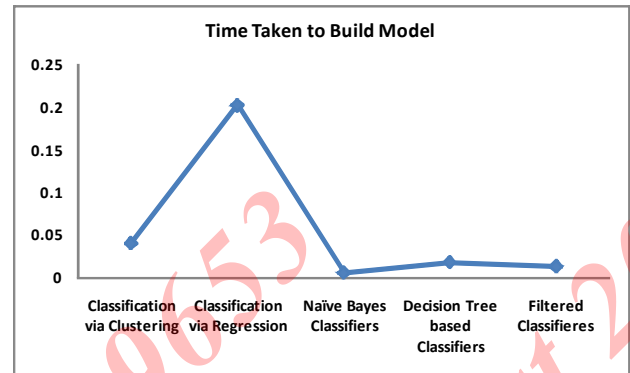 Time Taken to Build Model
0.25
0.2
0.15
0.1
0.05
0
Classification via Clustering
Classification via Regression
Naïve Bayes Classifiers
Decision Tree based Classifiers
Filtered Classifieres
9653